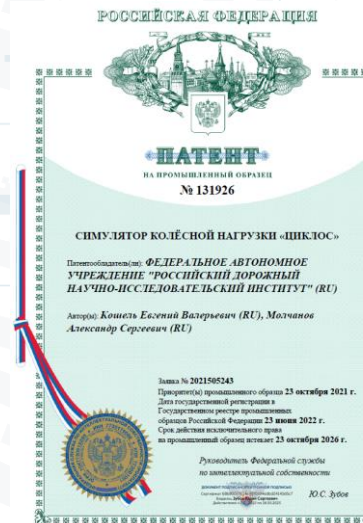 РОССИЙСКАЯ ФЕДЕРАЦИЯ
ПАТЕНТ
НА ПРОМЫШЛЕННЫЙ ОБРАЗЕЦ
№ 131926
СИМУЛЯТОР КОЛЁСНОЙ НАГРУЗКИ «ЦИКЛОС»
Патентообладатель(ли): ФЕДЕРАЛЬНОЕ АВТОНОМНОЕ
УЧРЕЖДЕНИЕ "РОССИЙСКИЙ ДОРОЖНЫЙ
НАУЧНО-ИССЛЕДОВАТЕЛЬСКИЙ ИНСТИТУТ" (RU)
Автор(ы): Кошель Евгений Валерьевич (RU), Молчанов
Александр Сергеевич (RU)
Заявка № 2021505243
Приоритет(ы) промышленного образца 23 октября 2021 г.
Дата государственной регистрации в
Государственном реестре промышленных
образцов Российской Федерации 23 июня 2022 г.
Срок действия исключительного права
на промышленный образец истекает 23 октября 2026 г.
Руководитель Федеральной службы
по интеллектуальной собственности
Ю.С. Зубов